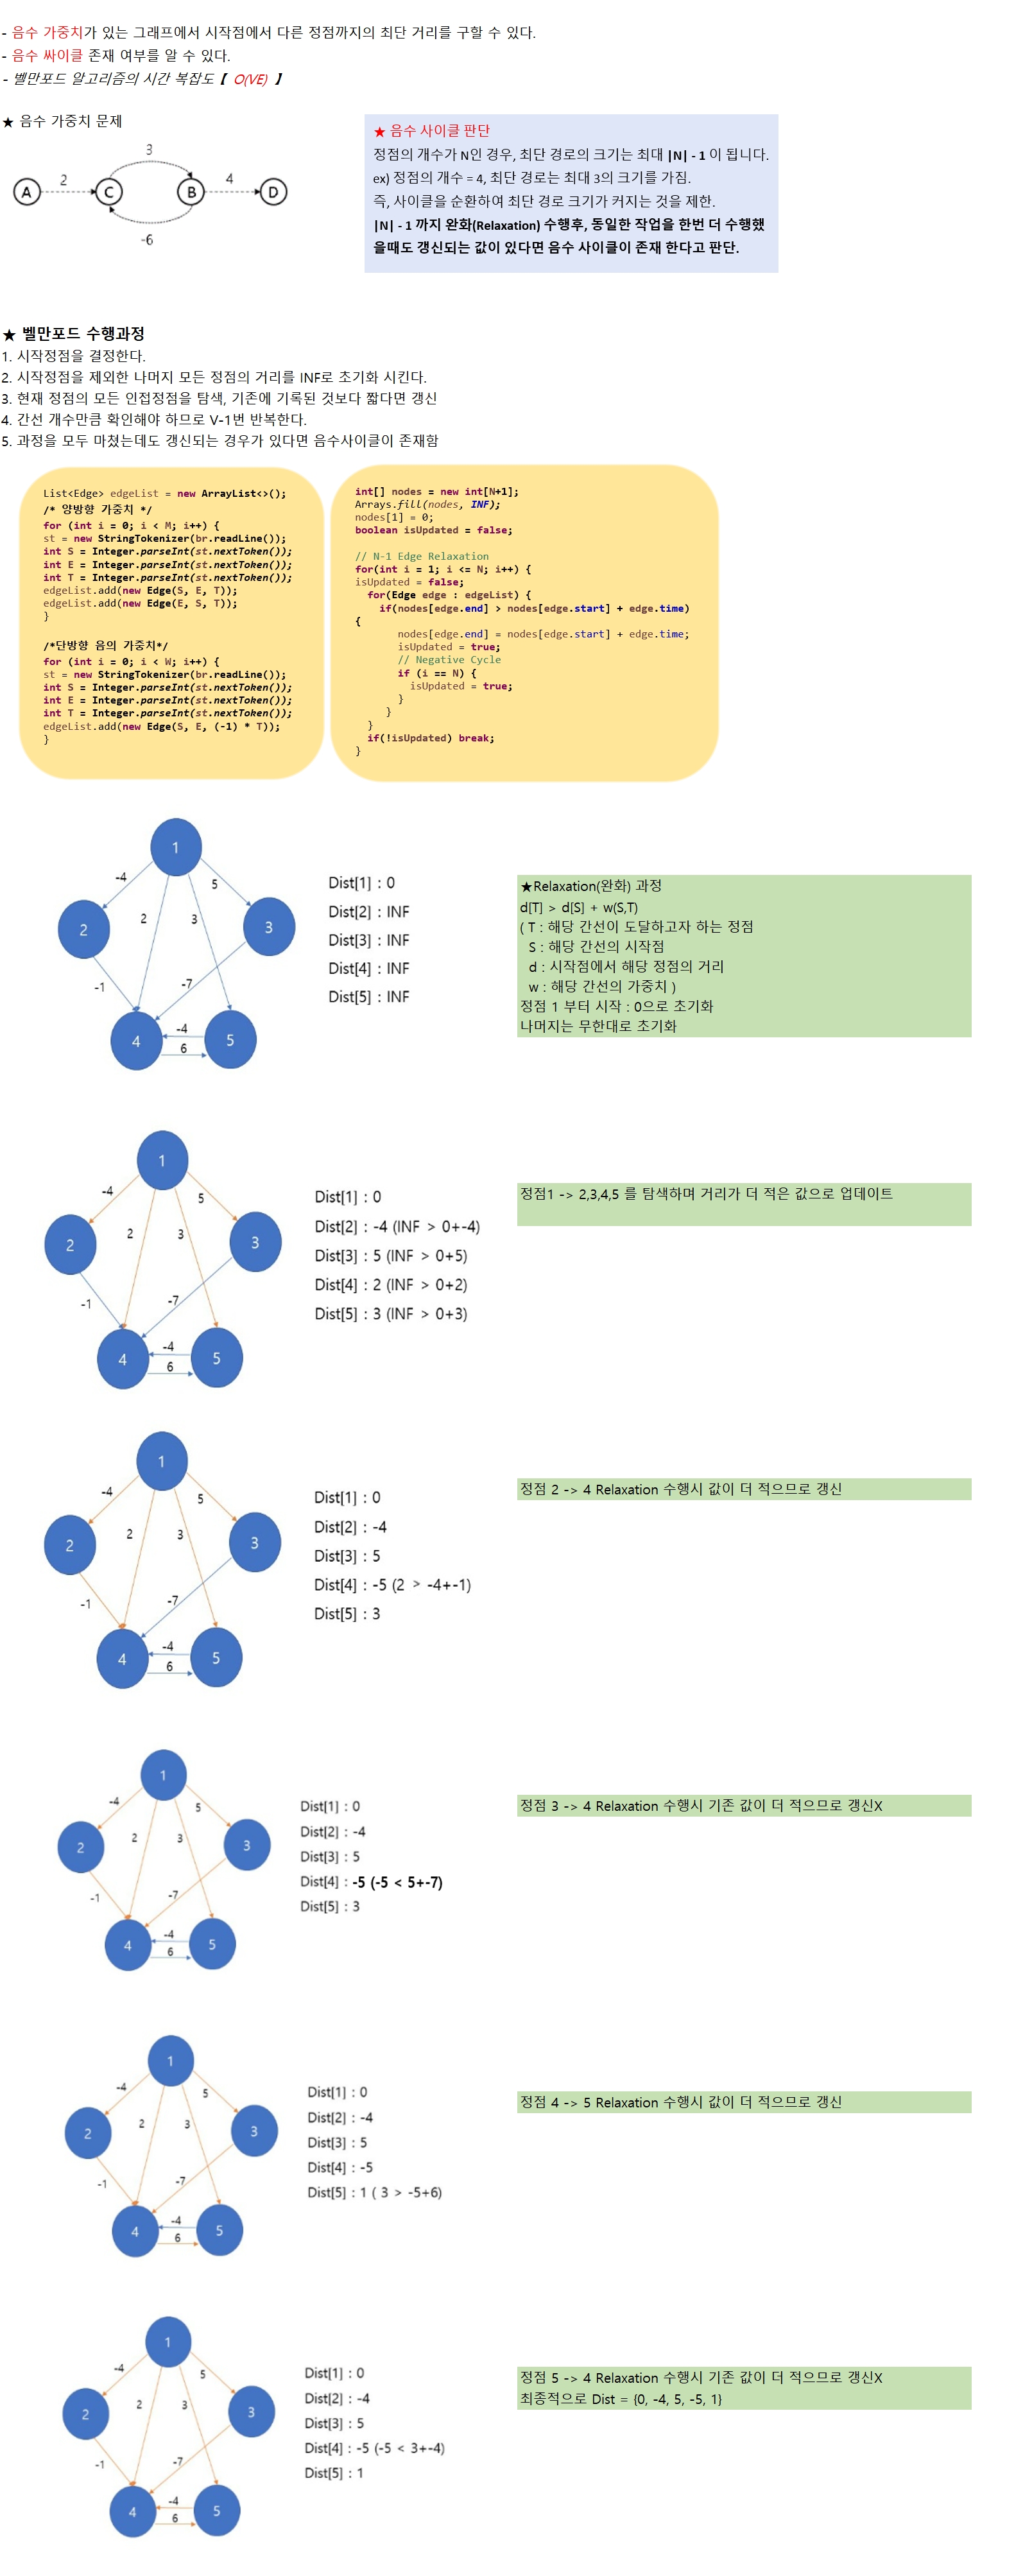 - 음수 가중치가 있는 그래프에서 시작점에서 다른 정점까지의 최단 거리를 구할 수 있다.
- 음수 싸이클 존재 여부를 알 수 있다.
- 벨만포드 알고리즘의 시간 복잡도 【 O(VE) 】
★ 음수 가중치 문제
3
A
2
C
B
4
D
-6
★ 음수 사이클 판단
정점의 개수가 N인 경우, 최단 경로의 크기는 최대 |N| - 1 이 됩니다.
ex) 정점의 개수 = 4, 최단 경로는 최대 3의 크기를 가짐.
즉, 사이클을 순환하여 최단 경로 크기가 커지는 것을 제한.
|N| - 1 까지 완화(Relaxation) 수행후, 동일한 작업을 한번 더 수행했
을때도 갱신되는 값이 있다면 음수 사이클이 존재 한다고 판단.
★ 벨만포드 수행과정
1. 시작정점을 결정한다.
2. 시작정점을 제외한 나머지 모든 정점의 거리를 INF로 초기화 시킨다.
3. 현재 정점의 모든 인접정점을 탐색, 기존에 기록된 것보다 짧다면 갱신
4. 간선 개수만큼 확인해야 하므로 V-1번 반복한다.
5. 과정을 모두 마쳤는데도 갱신되는 경우가 있다면 음수사이클이 존재함
List<Edge> edgeList = new ArrayList<>();
/* 양방향 가중치 */
for (int i = 0; i < M; i++) {
st = new StringTokenizer(br.readLine());
int S = Integer.parseInt(st.nextToken());
int E = Integer.parseInt(st.nextToken());
int T = Integer.parseInt(st.nextToken());
edgeList.add(new Edge(S, E, T));
edgeList.add(new Edge(E, S, T));
}
/*단방향 음의 가중치*/
for (int i = 0; i < W; i++) {
st = new StringTokenizer(br.readLine());
int S = Integer.parseInt(st.nextToken());
int E = Integer.parseInt(st.nextToken());
int T = Integer.parseInt(st.nextToken());
edgeList.add(new Edge(S, E, (-1) * T));
}
int[] nodes = new int[N+1];
Arrays.fill(nodes, INF);
nodes[1] = 0;
boolean isUpdated = false;
// N-1 Edge Relaxation
for(int i = 1; i <= N; i++) {
isUpdated = false;
for(Edge edge : edgeList) {
if(nodes[edge.end] > nodes[edge.start] + edge.time)
{
nodes[edge.end] = nodes[edge.start] + edge.time;
isUpdated = true;
// Negative Cycle
if (i == N) {
isUpdated = true;
}
}
}
if(!isUpdated) break;
}
1
-4
5
2
2
3
3
-1
-7
4
-4
6
5
Dist[1] : 0
Dist[2] : INF
Dist[3] : INF
Dist[4] : INF
Dist[5] : INF
★Relaxation(완화) 과정
d[T] > d[S] + w(S,T)
( T : 해당 간선이 도달하고자 하는 정점
S : 해당 간선의 시작점
d : 시작점에서 해당 정점의 거리
w : 해당 간선의 가중치 )
정점 1 부터 시작 : 0으로 초기화
나머지는 무한대로 초기화
1
-4
5
2
2
3
3
-1
-7
4
-4
6
5
Dist[1] : 0
Dist[2] : -4 (INF > 0+-4)
Dist[3] : 5 (INF > 0+5)
Dist[4] : 2 (INF > 0+2)
Dist[5] : 3 (INF > 0+3)
정점1 -> 2,3,4,5 를 탐색하며 거리가 더 적은 값으로 업데이트
1
-4
5
2
2
3
3
-1
-7
4
-4
6
5
Dist[1] : 0
Dist[2] : -4
Dist[3] : 5
Dist[4] : -5 (2 > -4+-1)
Dist[5] : 3
정점 2 -> 4 Relaxation 수행시 값이 더 적으므로 갱신
1
-4
5
2
2
3
3
-1
-7
4
-4
6
5
Dist[1] : 0
Dist[2] : -4
Dist[3] : 5
Dist[4] : -5 (-5 < 5+-7)
Dist[5] : 3
정점 3 -> 4 Relaxation 수행시 기존 값이 더 적으므로 갱신X
1
-4
5
2
2
3
3
-1
-7
4
-4
6
5
Dist[1] : 0
Dist[2] : -4
Dist[3] : 5
Dist[4] : -5
Dist[5] : 1 ( 3 > -5+6)
정점 4 -> 5 Relaxation 수행시 값이 더 적으므로 갱신
1
-4
5
2
2
3
3
-1
-7
4
-4
6
5
Dist[1] : 0
Dist[2] : -4
Dist[3] : 5
Dist[4] : -5 (-5 < 3+-4)
Dist[5] : 1
정점 5 -> 4 Relaxation 수행시 기존 값이 더 적으므로 갱신X
최종적으로 Dist = {0, -4, 5, -5, 1}